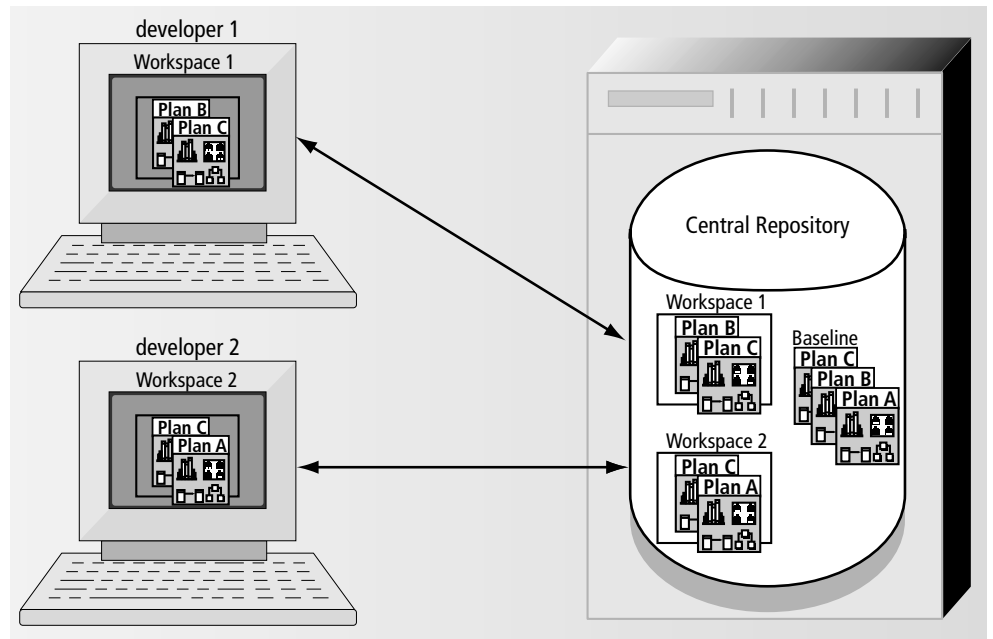 developer 1
Workspace 1
Plan B
Plan C
developer 2
Workspace 2
Plan C
Plan A
Central Repository
Workspace 1
Plan B
Plan C
Baseline
Plan C
Plan B
Plan A
Workspace 2
Plan C
Plan A